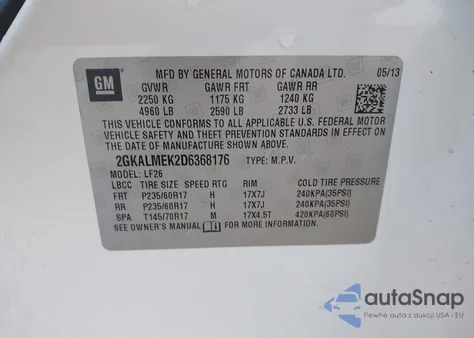 GM
MFD BY GENERAL MOTORS OF CANADA LTD. 05/13
GVWR GAWR FRT GAWR RR
2250 KG 1175 KG 1240 KG
4960 LB 2590 LB 2733 LB
THIS VEHICLE CONFORMS TO ALL APPLICABLE U.S. FEDERAL MOTOR
VEHICLE SAFETY AND THEFT PREVENTION STANDARDS IN EFFECT ON THE
DATE OF MANUFACTURE SHOWN ABOVE.
2GKALMEK2D6368176 TYPE: M.P.V.
MODEL: LF26
LBCC TIRE SIZE SPEED RTG RIM COLD TIRE PRESSURE
FRT P235/60R17 H 17X7J 240KPA(35PSI)
RR P235/60R17 H 17X7J 240KPA(35PSI)
SPA T145/70R17 M 17X4.5T 420KPA(60PSI)
SEE OWNER'S MANUAL i FOR MORE INFORMATION.
autoSnap
Pewne auta z aukcji USA i EU